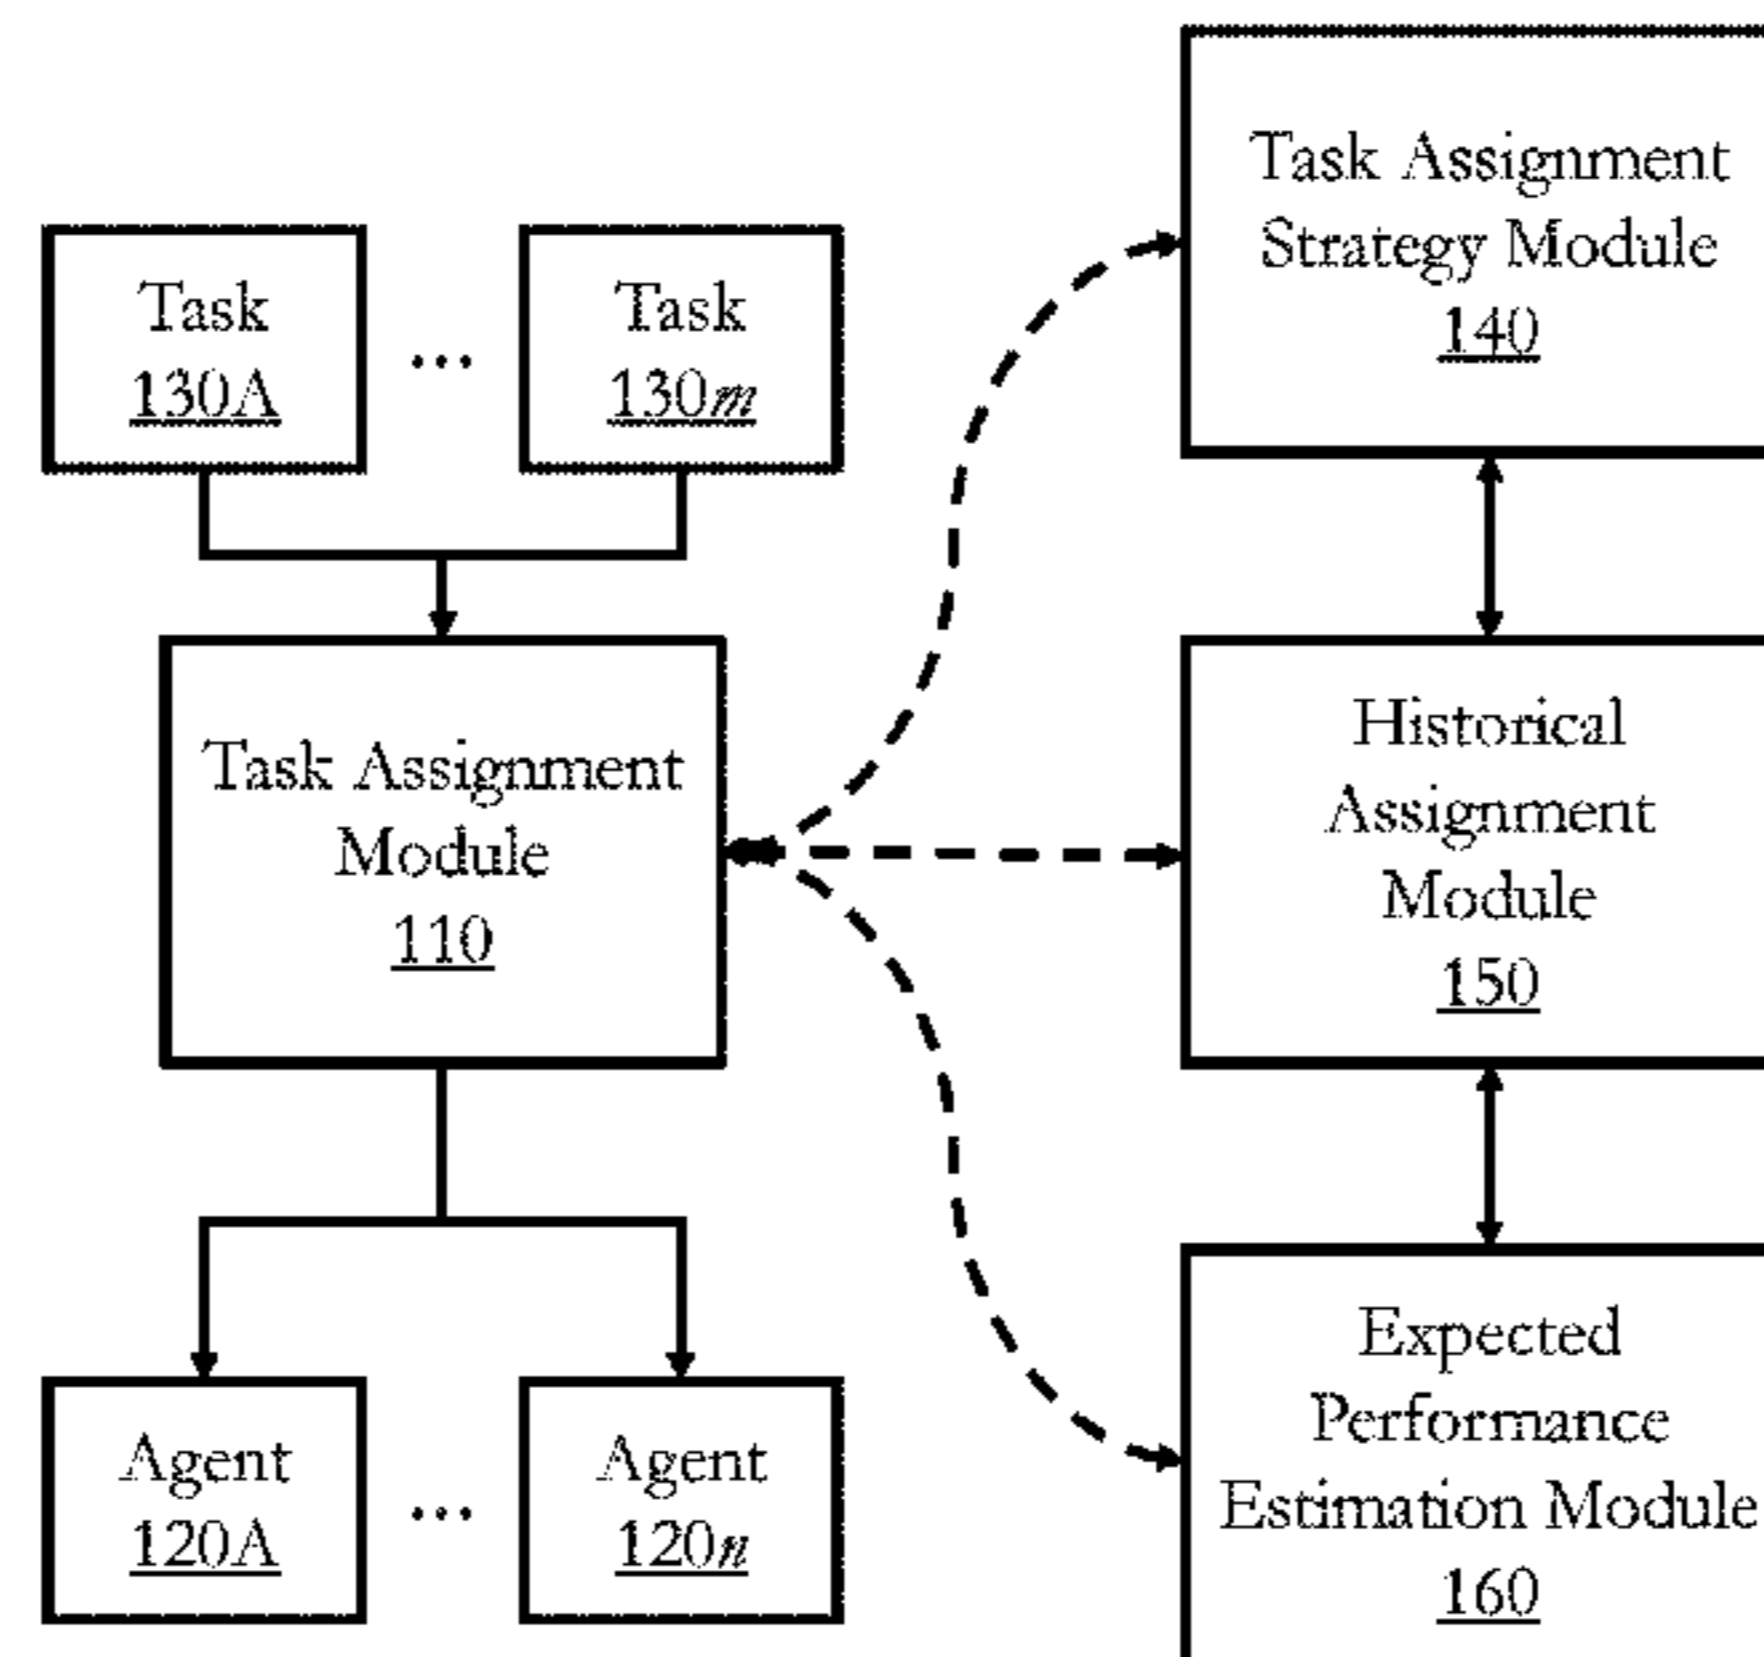 Task Assignment
Strategy Module
140
Task
130A
...
Task
130m
Task Assignment
Module
110
Historical
Assignment
Module
150
Agent
120A
...
Agent
120n
Expected
Performance
Estimation Module
160